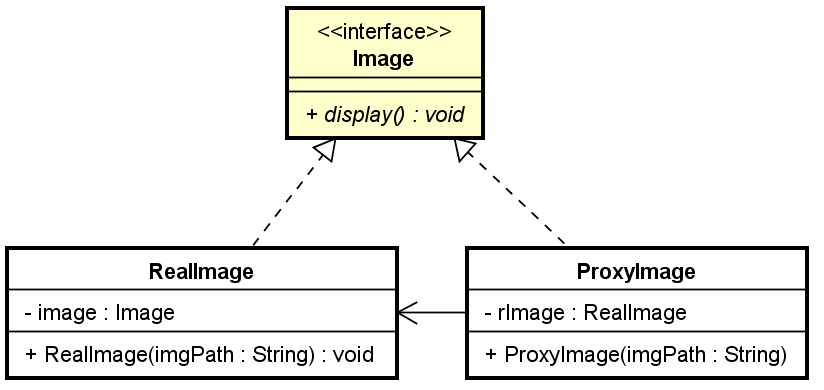 <<interface>>
Image
+ display() : void
RealImage
- image : Image
+ RealImage(imgPath : String) : void
ProxyImage
- rImage : RealImage
+ ProxyImage(imgPath : String)